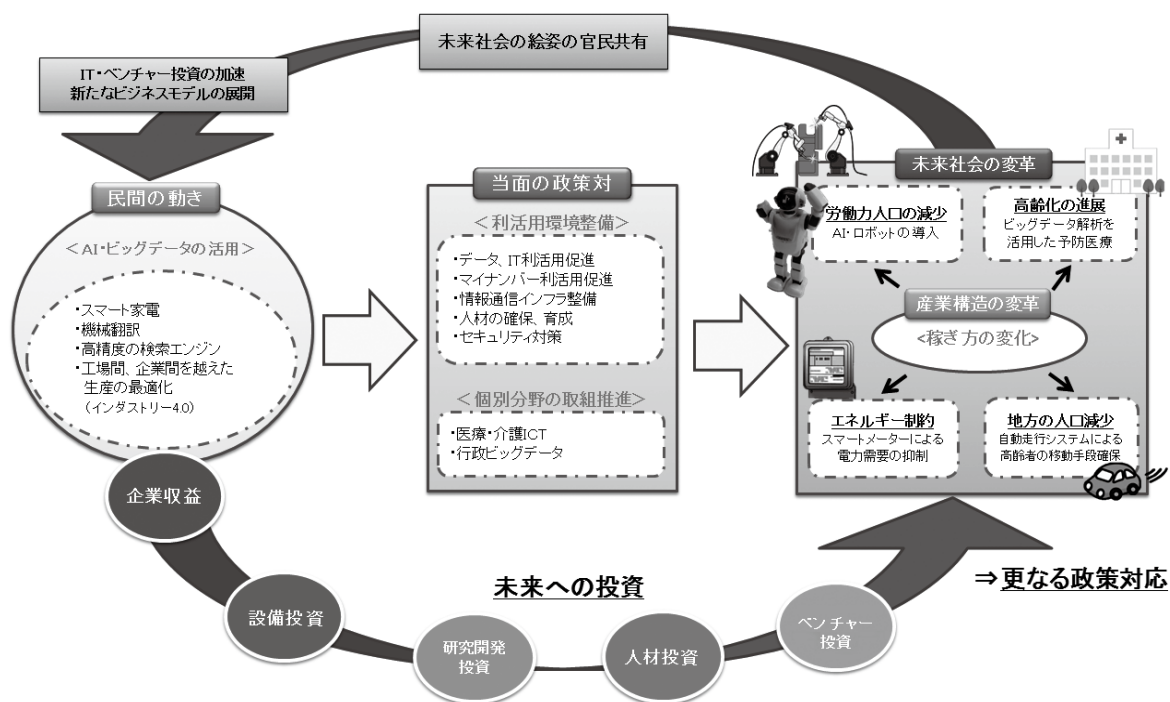 未来社会の絵姿の官民共有
IT・ベンチャー投資の加速
新たなビジネスモデルの展開
民間の動き
＜AI・ビッグデータの活用＞
・スマート家電
・機械翻訳
・高精度の検索エンジン
・工場間、企業間を越えた
生産の最適化
（インダストリー4.0）
当面の政策対
＜利活用環境整備＞
・データ、IT利活用促進
・マイナンバー利活用促進
・情報通信インフラ整備
・人材の確保、育成
・セキュリティ対策
＜個別分野の取組推進＞
・医療・介護ICT
・行政ビッグデータ
未来社会の変革
労働力人口の減少
AI・ロボットの導入
高齢化の進展
ビッグデータ解析を
活用した予防医療
産業構造の変革
<稼ぎ方の変化>
エネルギー制約
スマートメーターによる
電力需要の抑制
地方の人口減少
自動走行システムによる
高齢者の移動手段確保
企業収益
設備投資
研究開発
投資
人材投資
ベンチャー
投資
未来への投資
⇒更なる政策対応